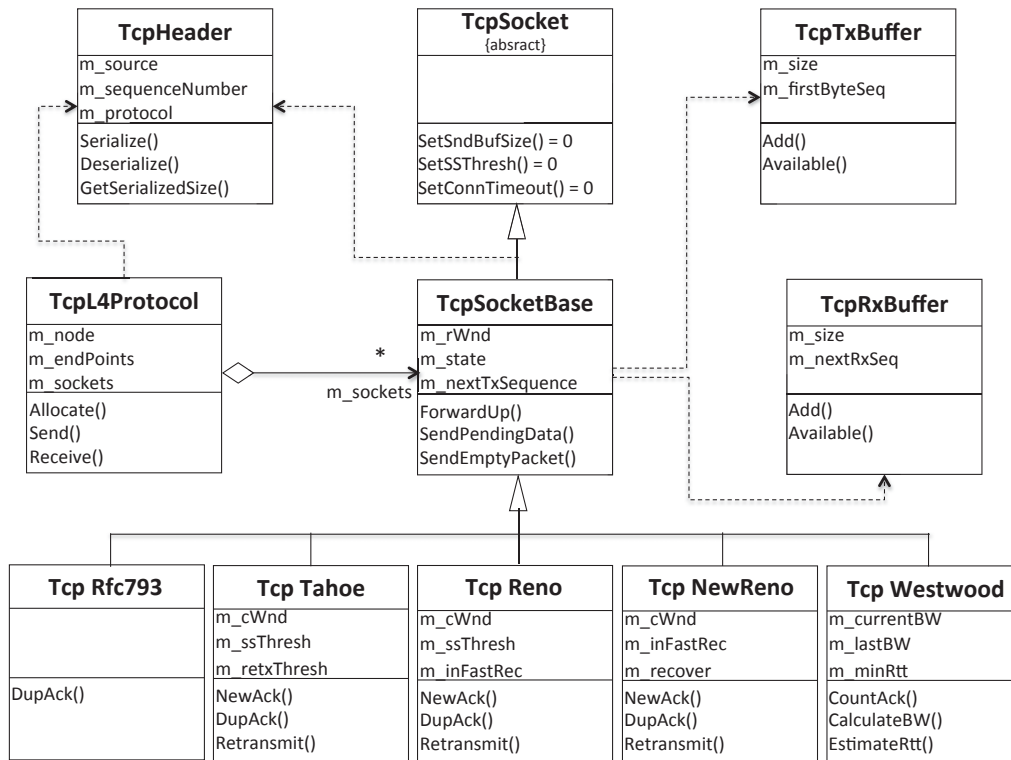 TcpHeader
m_source
m_sequenceNumber
m_protocol
Serialize()
Deserialize()
GetSerializedSize()
TcpSocket
{absract}
SetSndBufSize() = 0
SetSSThresh() = 0
SetConnTimeout() = 0
TcpTxBuffer
m_size
m_firstByteSeq
Add()
Available()
TcpL4Protocol
m_node
m_endPoints
m_sockets
Allocate()
Send()
Receive()
*
m_sockets
TcpSocketBase
m_rWnd
m_state
m_nextTxSequence
ForwardUp()
SendPendingData()
SendEmptyPacket()
TcpRxBuffer
m_size
m_nextRxSeq
Add()
Available()
Tcp Rfc793
DupAck()
Tcp Tahoe
m_cWnd
m_ssThresh
m_retxThresh
NewAck()
DupAck()
Retransmit()
Tcp Reno
m_cWnd
m_ssThresh
m_inFastRec
NewAck()
DupAck()
Retransmit()
Tcp NewReno
m_cWnd
m_inFastRec
m_recover
NewAck()
DupAck()
Retransmit()
Tcp Westwood
m_currentBW
m_lastBW
m_minRtt
CountAck()
CalculateBW()
EstimateRtt()